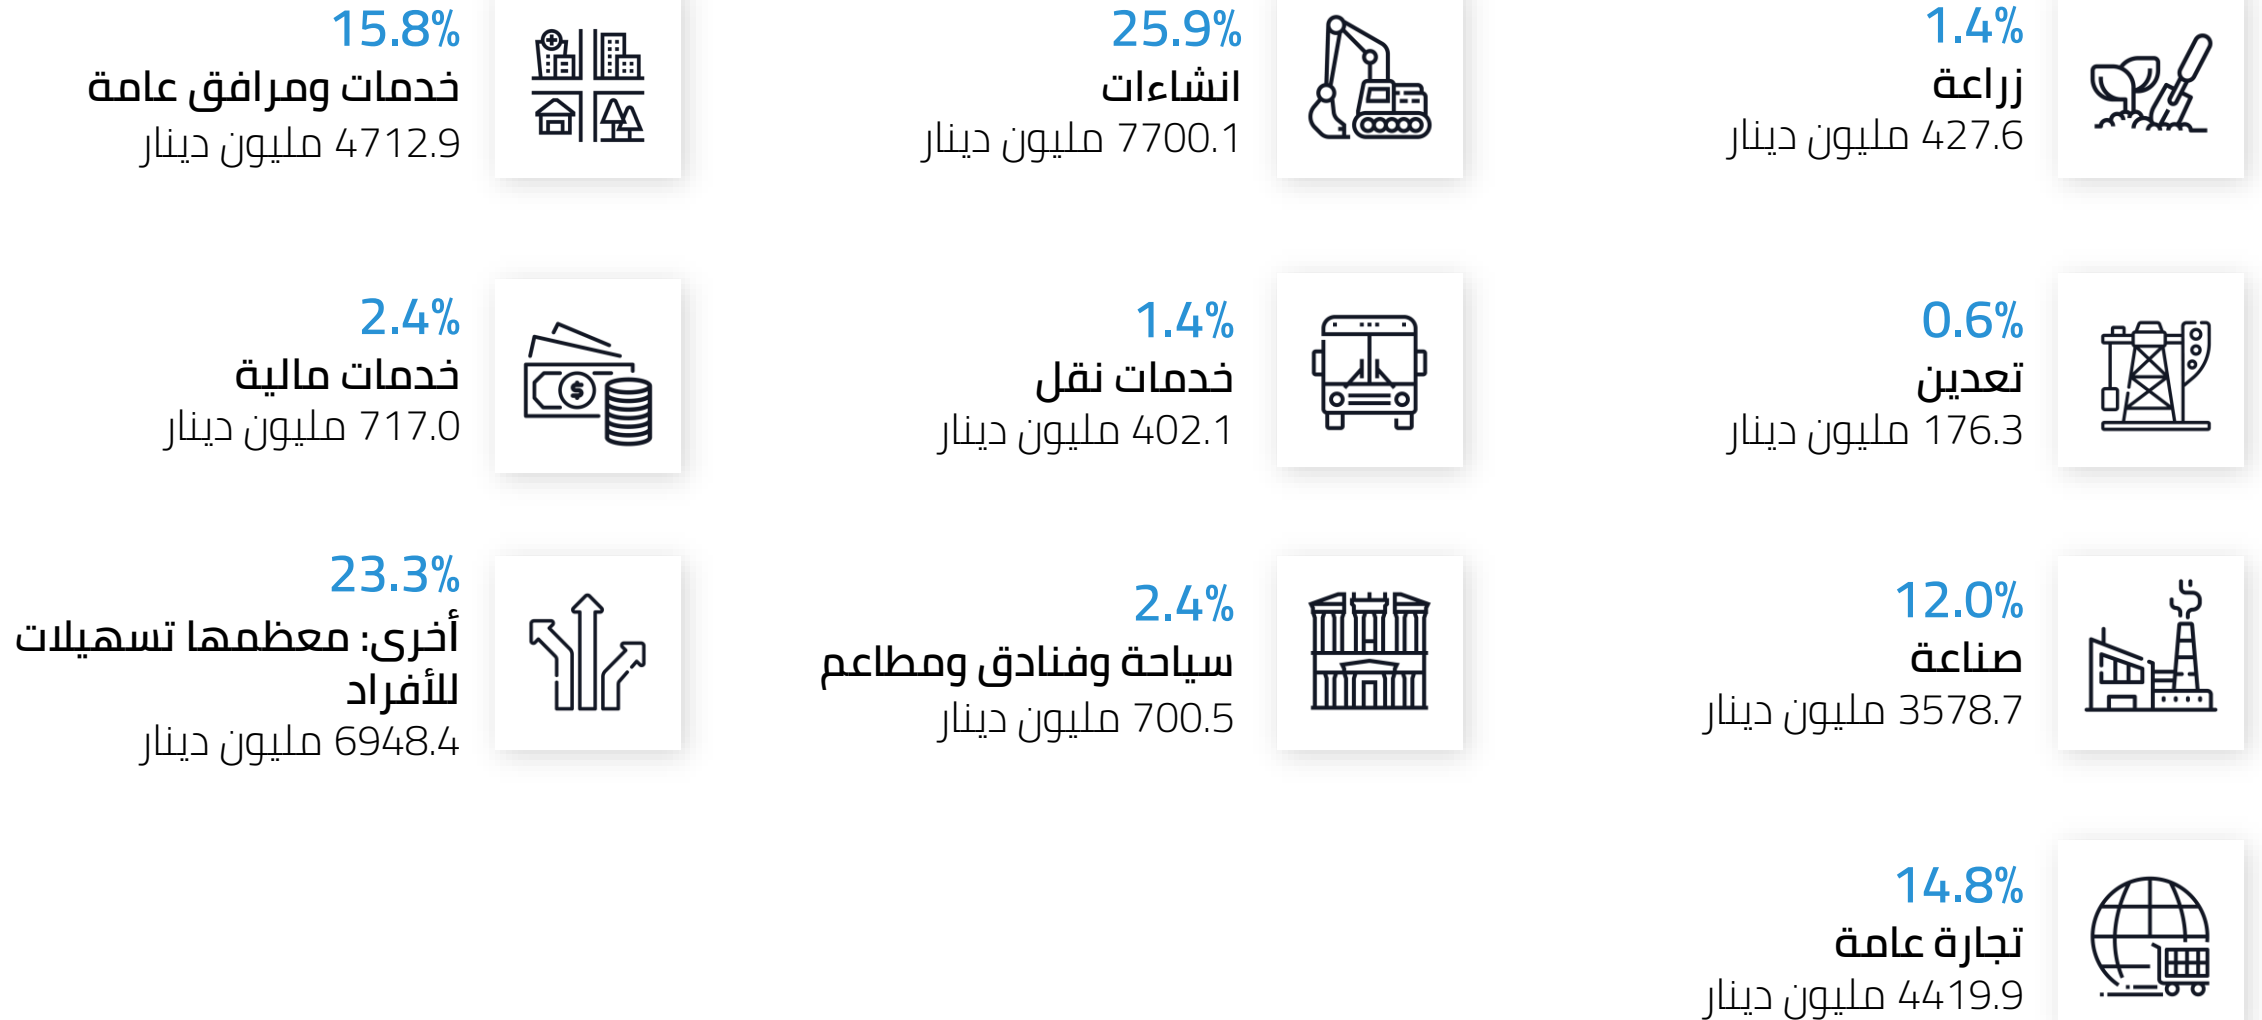 1.4%
زراعة
427.6 مليون دينار
0.6%
تعدين
176.3 مليون دينار
12.0%
صناعة
3578.7 مليون دينار
14.8%
تجارة عامة
4419.9 مليون دينار
25.9%
انشاءات
7700.1 مليون دينار
1.4%
خدمات نقل
402.1 مليون دينار
2.4%
سياحة وفنادق ومطاعم
700.5 مليون دينار
15.8%
خدمات ومرافق عامة
4712.9 مليون دينار
2.4%
خدمات مالية
717.0 مليون دينار
23.3%
أخرى: معظمها تسهيلات
للأفراد
6948.4 مليون دينار